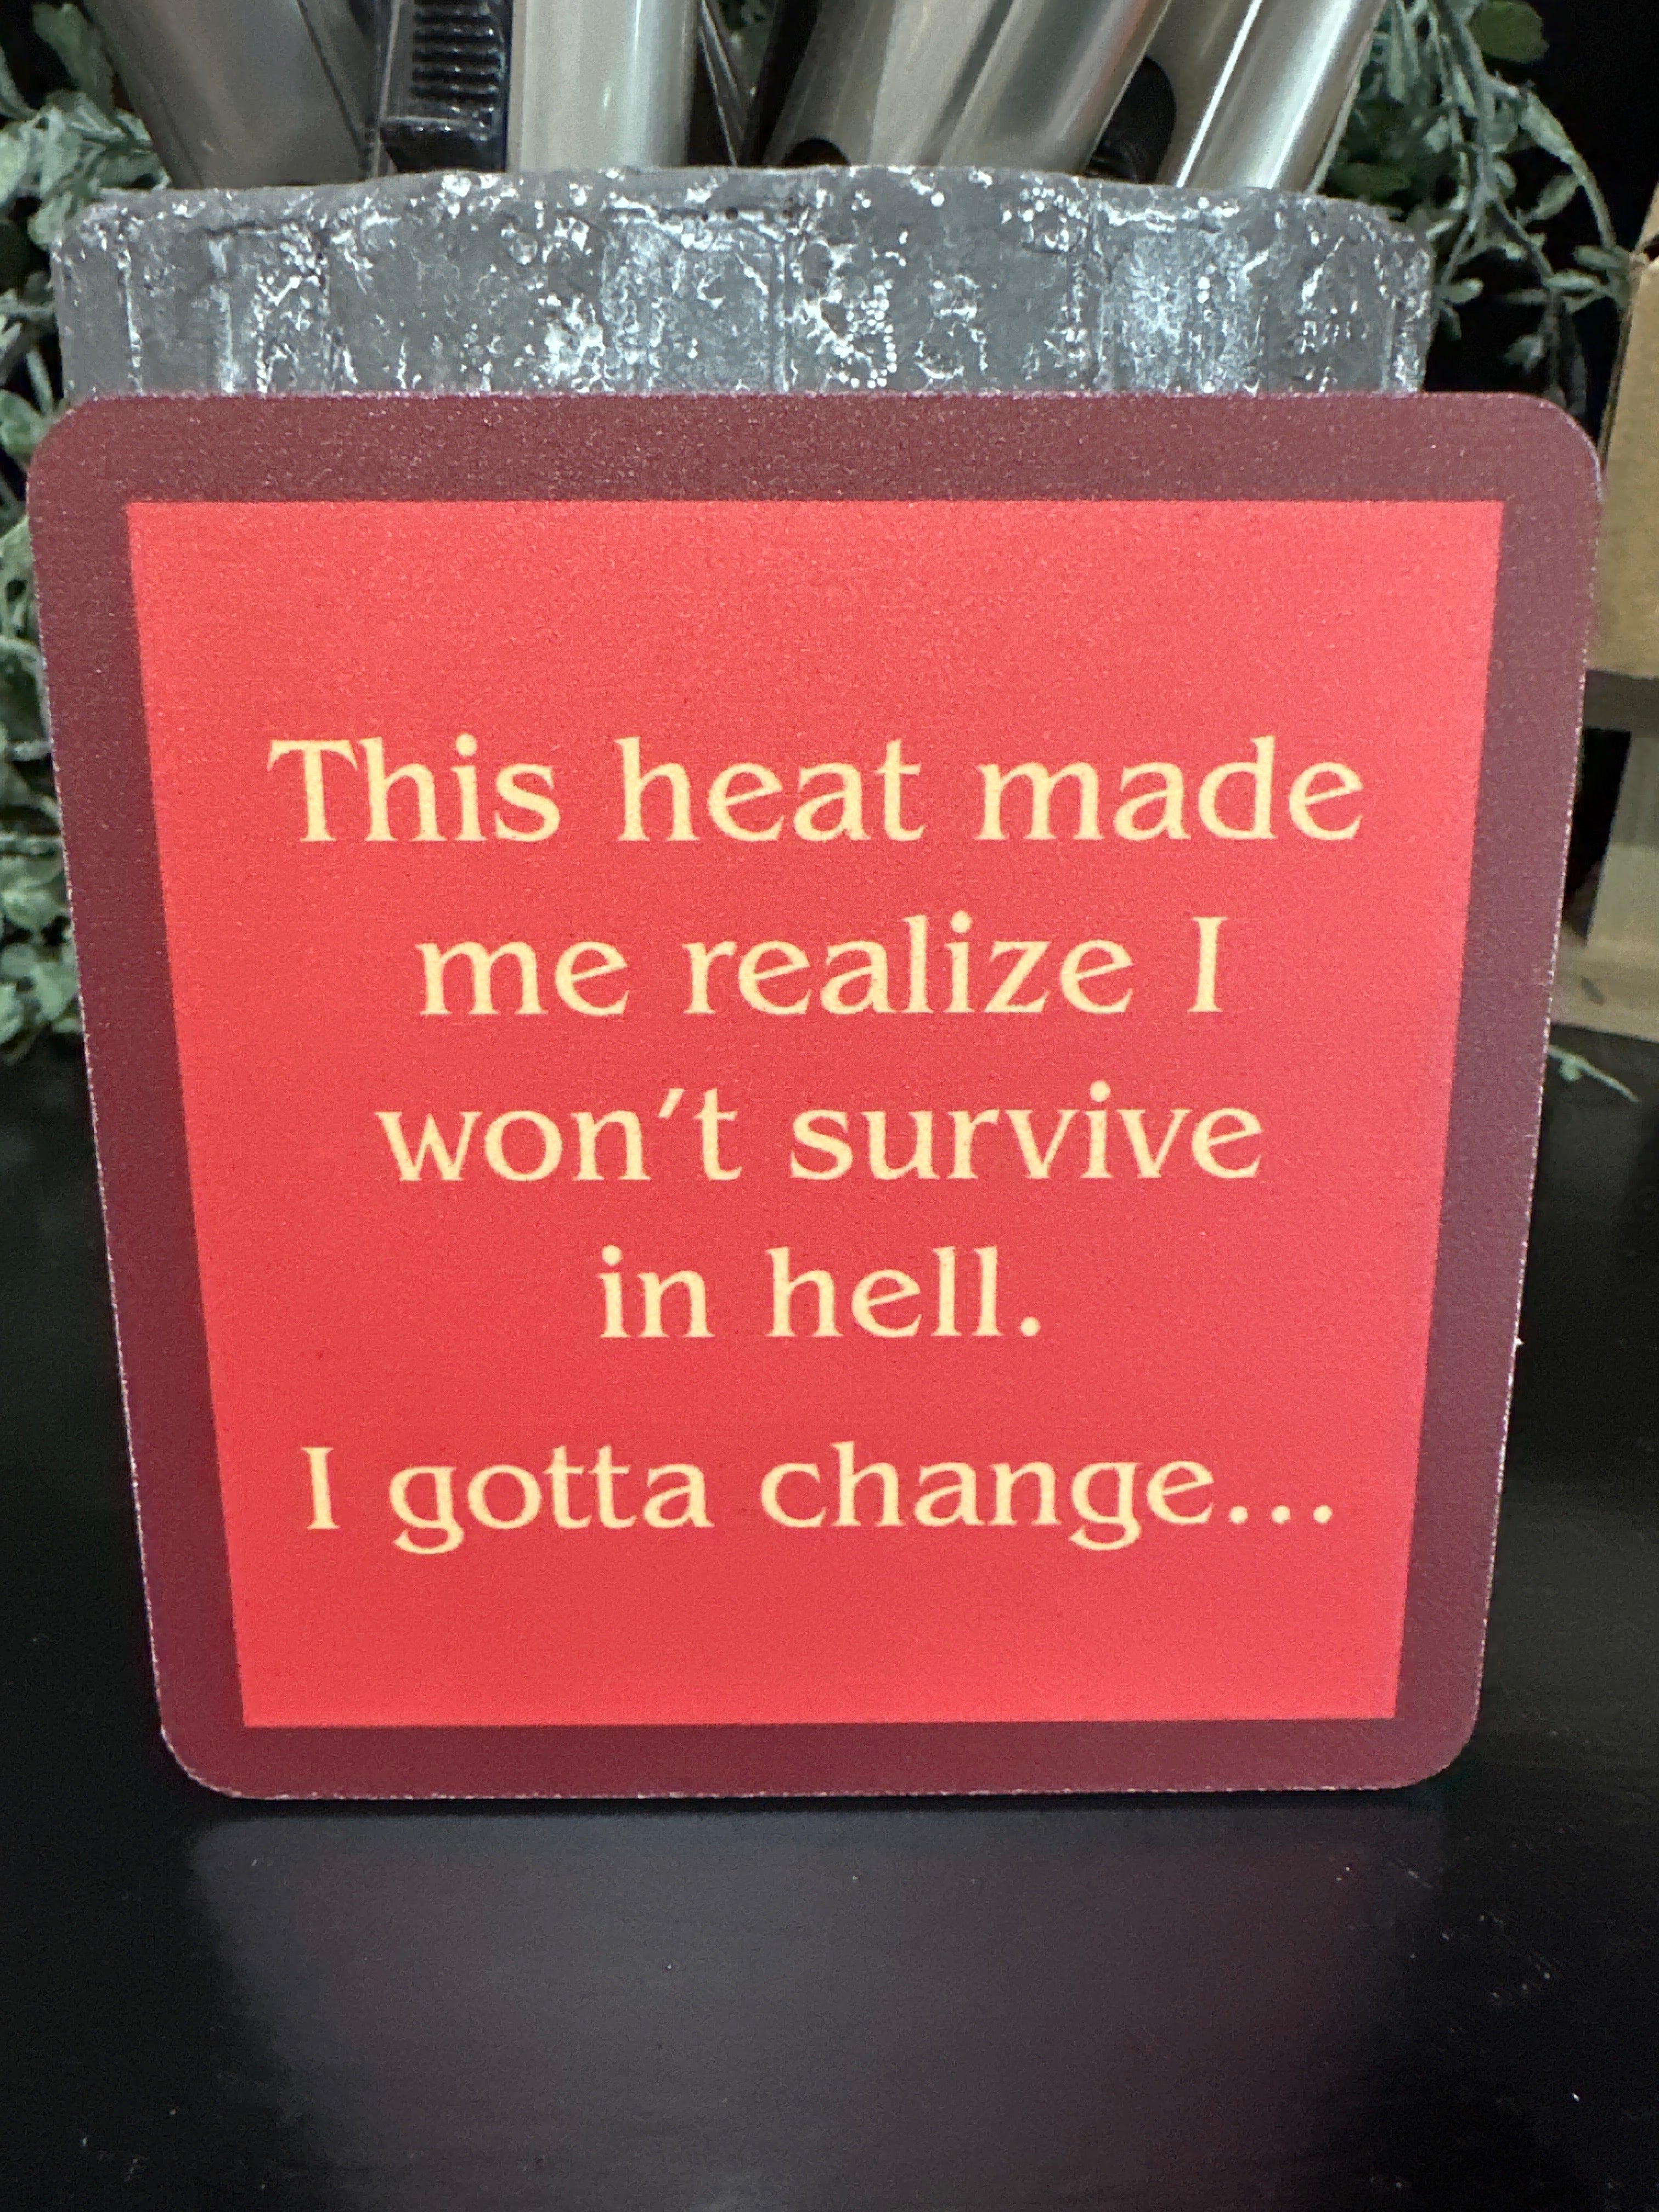 This heat made
me realize I
won't survive
in hell.
I gotta change...